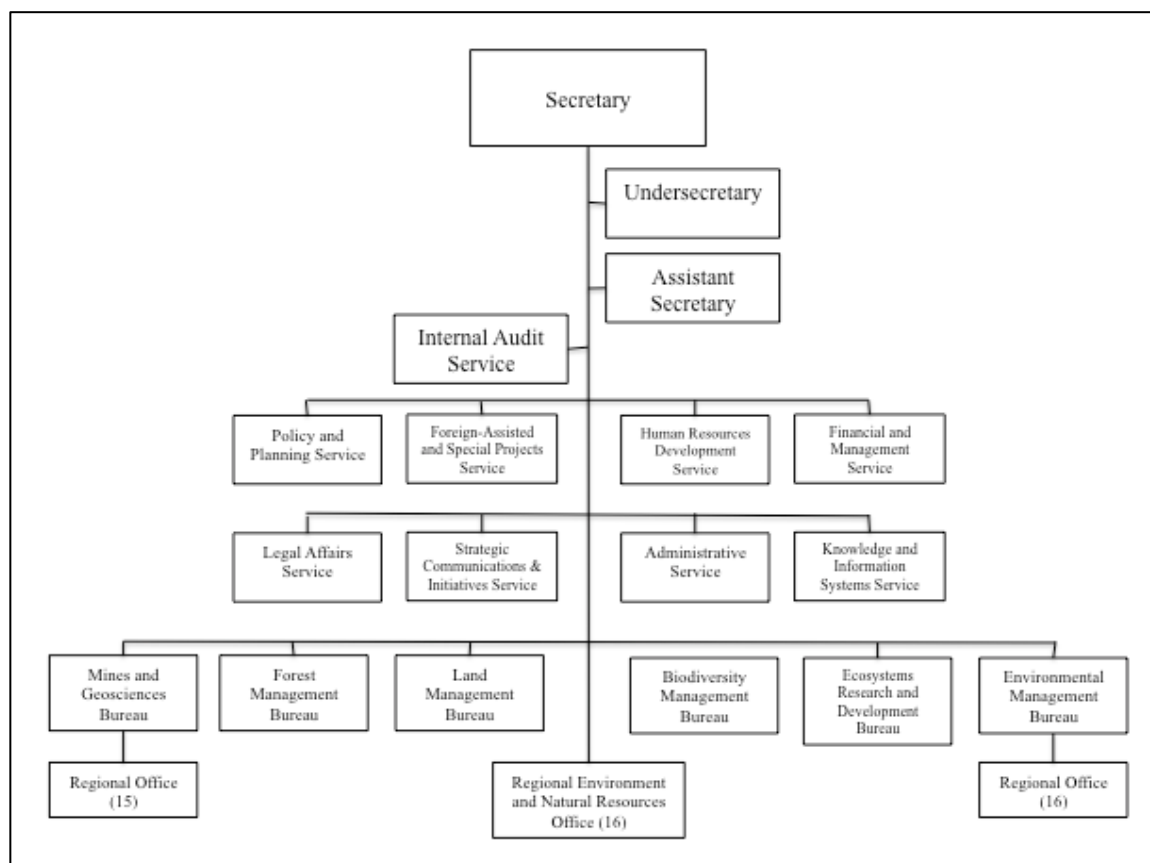 Secretary
Undersecretary
Assistant
Secretary
Internal Audit
Service
Policy and
Planning Service
Foreign-Assisted
and Special Projects
Service
Human Resources
Development
Service
Financial and
Management
Service
Legal Affairs
Service
Strategic
Communications &
Initiatives Service
Administrative
Service
Knowledge and
Information
Systems Service
Mines and
Geosciences
Bureau
Forest
Management
Bureau
Land
Management
Bureau
Biodiversity
Management
Bureau
Ecosystems
Research and
Development
Bureau
Environmental
Management
Bureau
Regional Office
(15)
Regional Environment
and Natural Resources
Office (16)
Regional Office
(16)